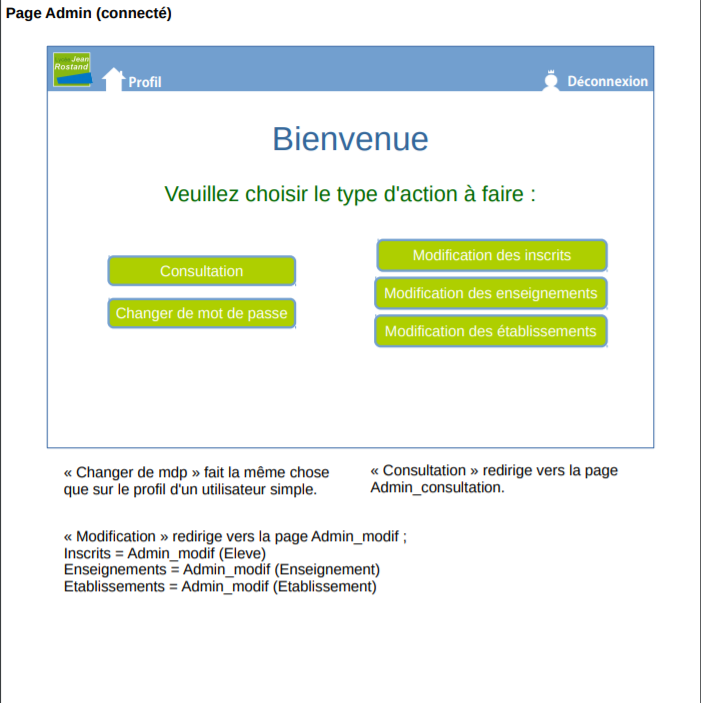 Page Admin (connecté)
Jean
Rostand
Profil
Déconnexion
Bienvenue
Veuillez choisir le type d'action à faire :
Consultation
Changer de mot de passe
Modification des inscrits
Modification des enseignements
Modification des établissements
« Changer de mdp » fait la même chose
que sur le profil d'un utilisateur simple.
« Consultation » redirige vers la page
Admin_consultation.
« Modification » redirige vers la page Admin_modif ;
Inscrits = Admin_modif (Eleve)
Enseignements = Admin_modif (Enseignement)
Etablissements = Admin_modif (Etablissement)